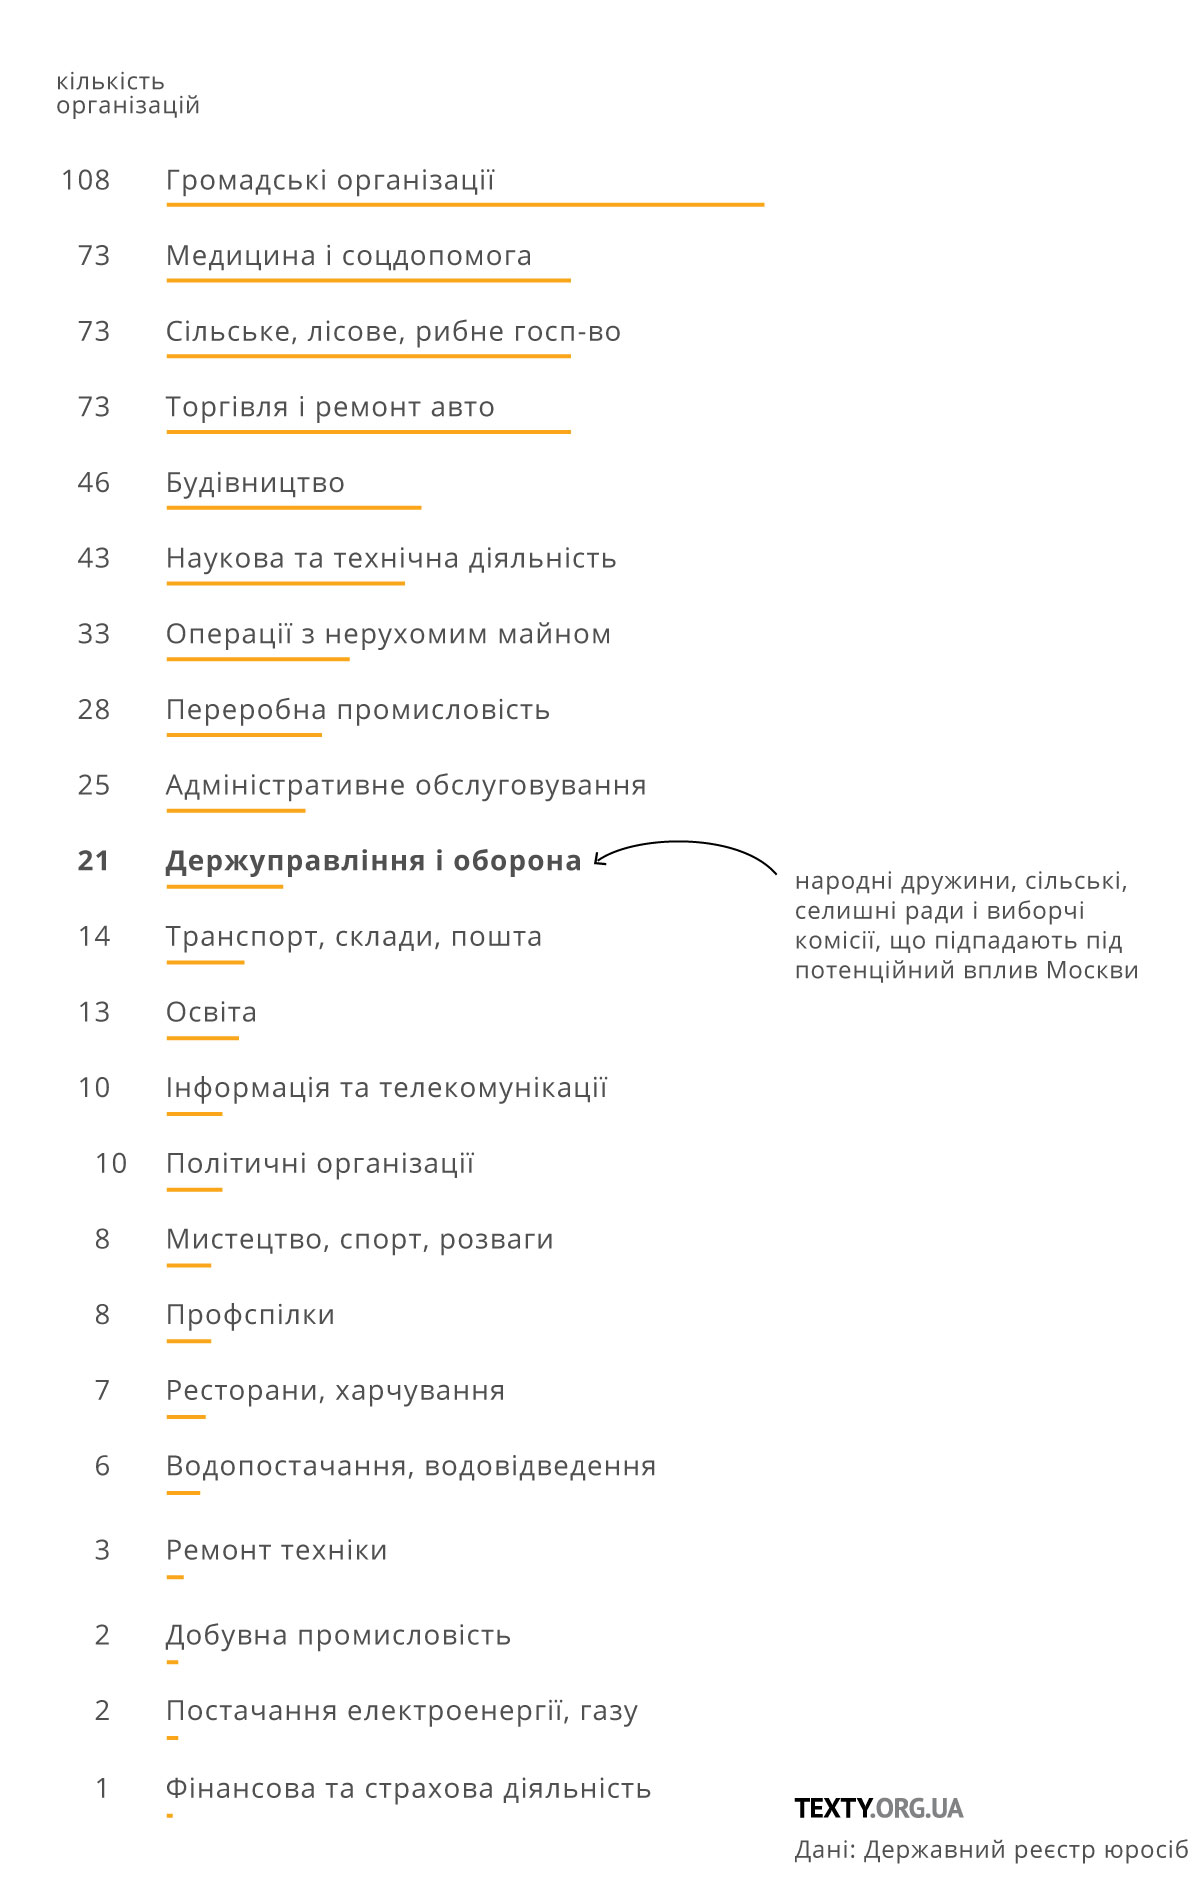 кількість
організацій
108 Громадські організації
73 Медицина і соцдопомога
73 Сільське, лісове, рибне госп-во
73 Торгівля і ремонт авто
46 Будівництво
43 Наукова та технічна діяльність
33 Операції з нерухомим майном
28 Переробна промисловість
25 Адміністративне обслуговування
21 Держуправління і оборона
народні дружини, сільські,
селишні ради і виборчі
комісії, що підпадають під
потенційний вплив Москви
14 Транспорт, склади, пошта
13 Освіта
10 Інформація та телекомунікації
10 Політичні організації
8 Мистецтво, спорт, розваги
8 Профспілки
7 Ресторани, харчування
6 Водопостачання, водовідведення
3 Ремонт техніки
2 Добувна промисловість
2 Постачання електроенергії, газу
1 Фінансова та страхова діяльність
TEXTY.ORG.UA
Дані: Державний реєстр юросіб